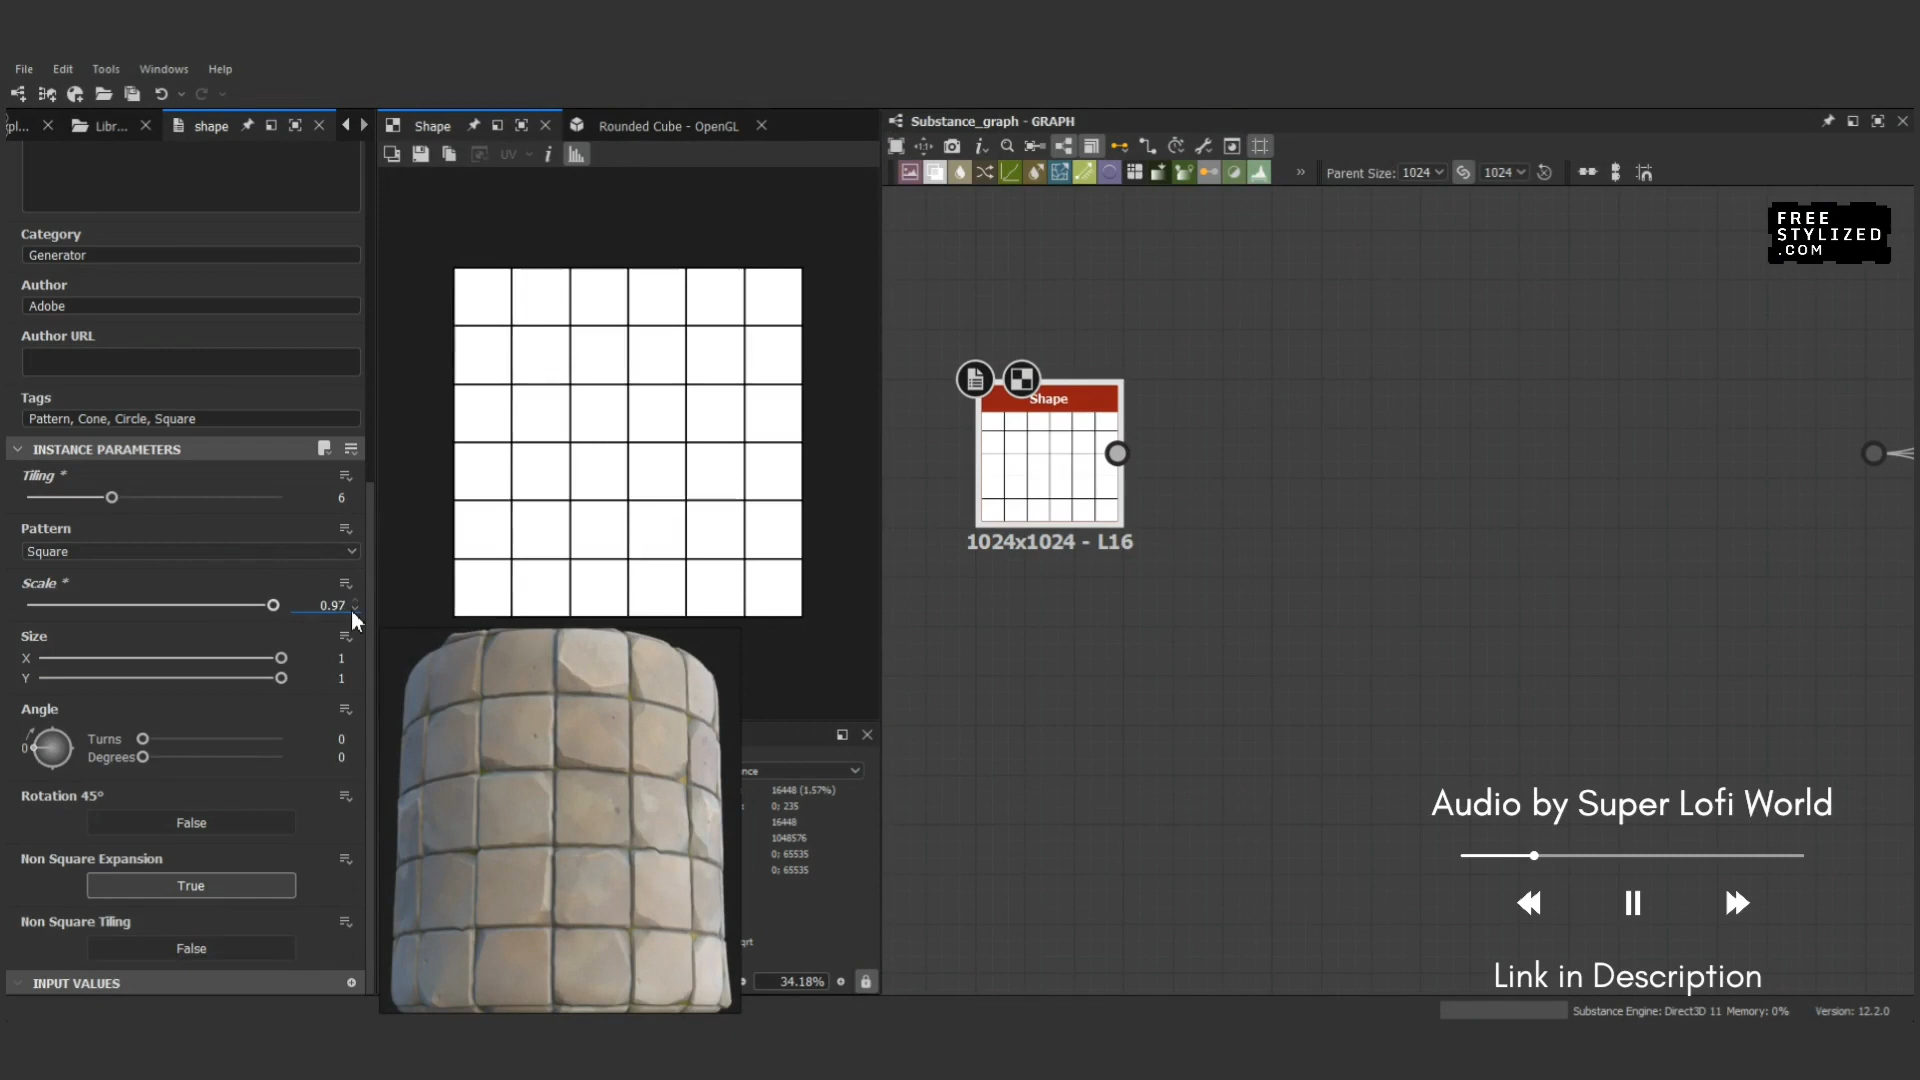 File Edit Tools Windows Help
Libr... shape
Shape Rounded Cube - OpenGL
Substance_graph - GRAPH
UV
Parent Size: 1024 1024
FREE
STYLIZED
.COM
Category
Generator
Author
Adobe
Author URL
Tags
Pattern, Cone, Circle, Square
INSTANCE PARAMETERS
Tiling *
6
Pattern
Square
Scale *
0.97
Size
X 1
Y 1
Angle
0 Turns 0
Degrees 0
Rotation 45°
False
Non Square Expansion
True
Non Square Tiling
False
INPUT VALUES
Shape
1024x1024 - L16
16448 (1.57%)
0; 235
16448
1048576
0; 65535
0; 65535
34.18%
Audio by Super Lofi World
Link in Description
Substance Engine: Direct3D 11 Memory: 0% Version: 12.2.0